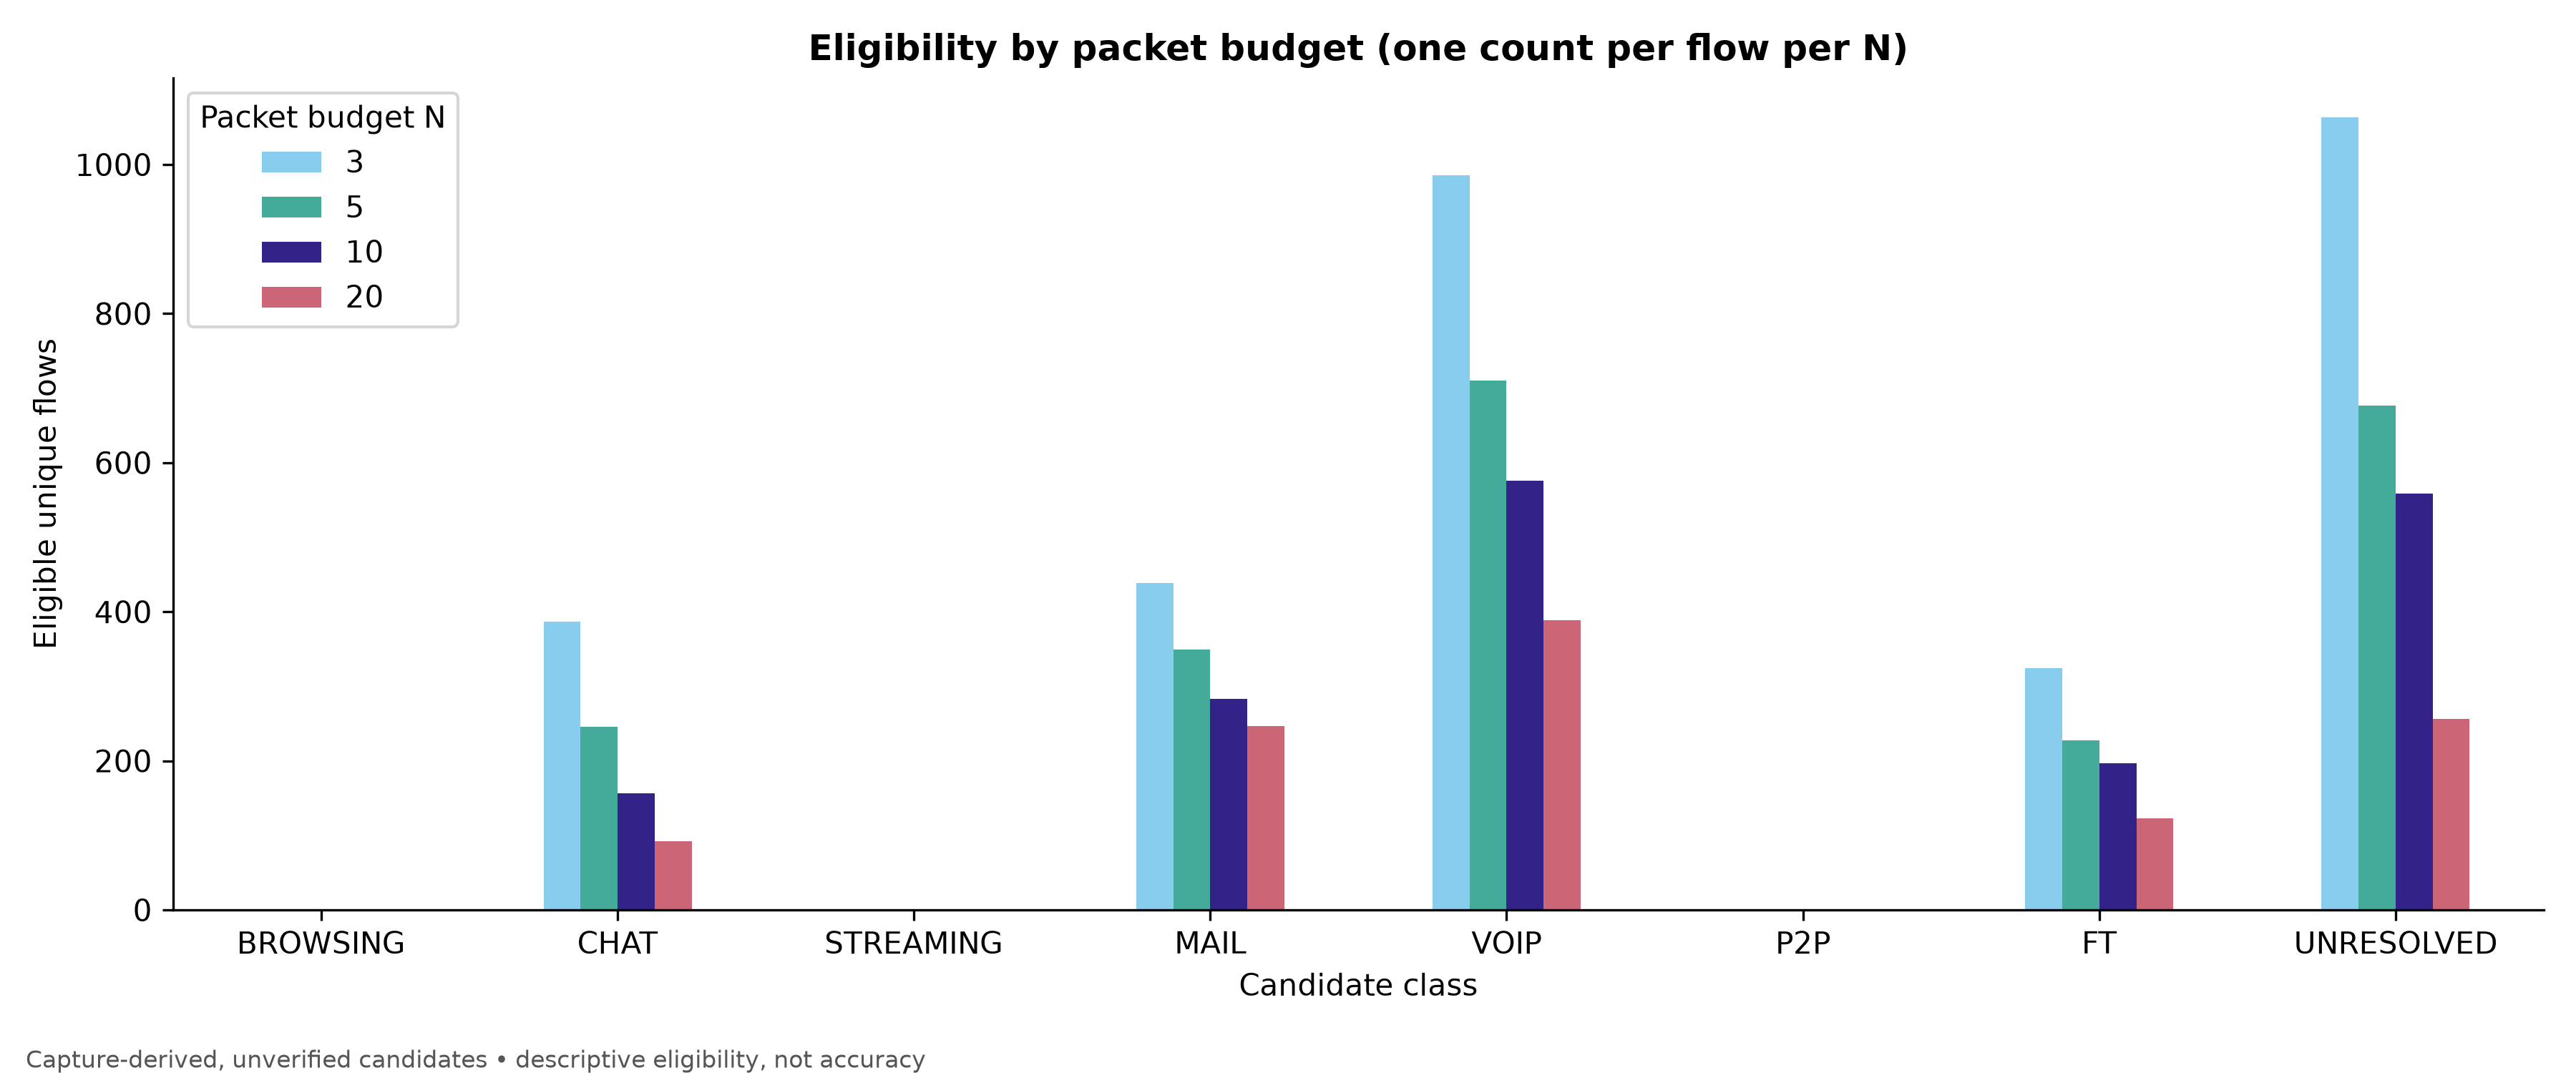 Eligibility by packet budget (one count per flow per N)
Packet budget N
3
5
10
20
Eligible unique flows
1000
800
600
400
200
0
BROWSING CHAT STREAMING MAIL VOIP P2P FT UNRESOLVED
Candidate class
Capture-derived, unverified candidates • descriptive eligibility, not accuracy